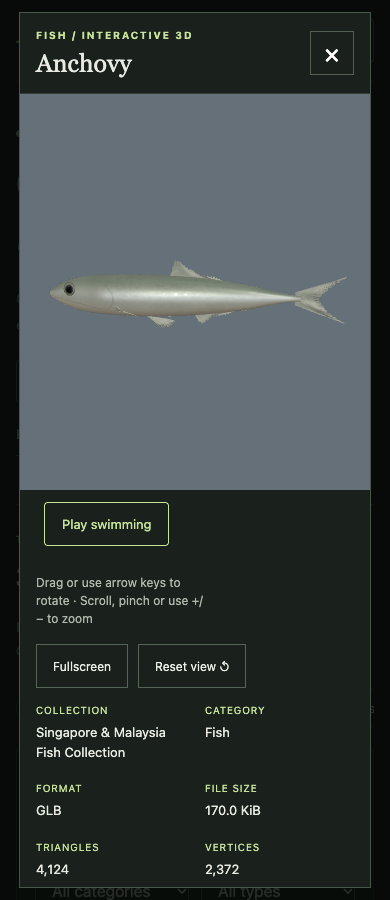 FISH / INTERACTIVE 3D
Anchovy
×
Play swimming
Drag or use arrow keys to
rotate · Scroll, pinch or use +/
− to zoom
Fullscreen
Reset view ↺
COLLECTION
Singapore & Malaysia
Fish Collection
CATEGORY
Fish
FORMAT
GLB
FILE SIZE
170.0 KiB
TRIANGLES
4,124
VERTICES
2,372
All categories
All types